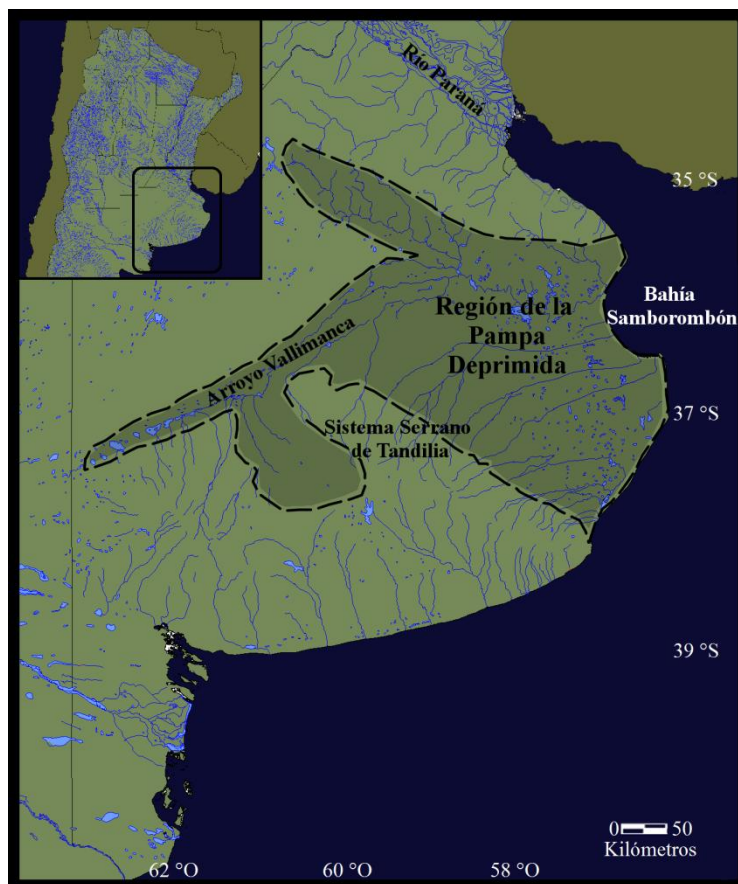 Río Paraná
35 °S
Bahía
Samborombón
Región de la
Pampa
Deprimida
Arroyo Vallimanca
37 °S
Sistema Serrano
de Tandilia
39 °S
0 50
Kilómetros
62 °O
60 °O
58 °O